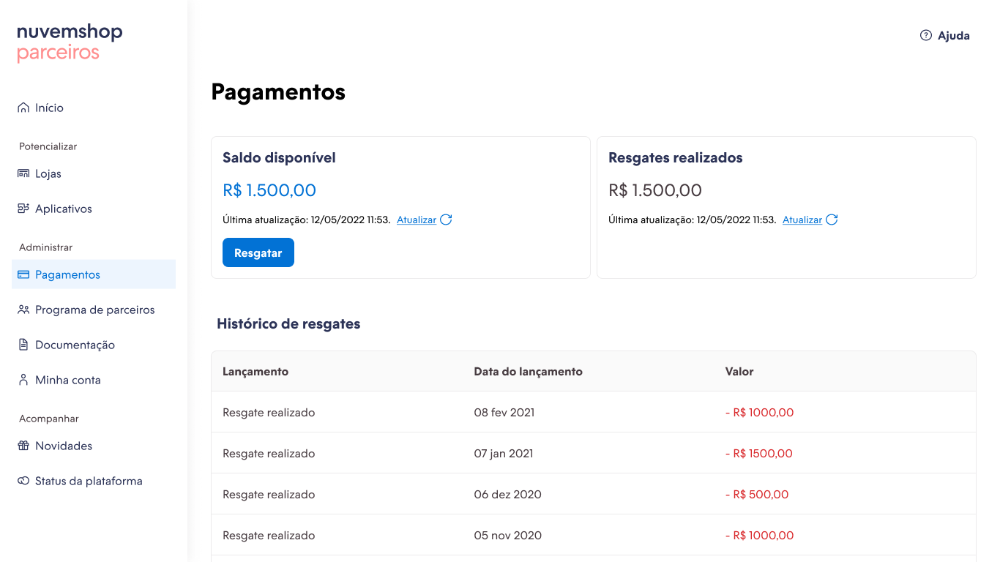 nuvemshop
parceiros
Ajuda
Início
Potencializar
Lojas
Aplicativos
Administrar
Pagamentos
Programa de parceiros
Documentação
Minha conta
Acompanhar
Novidades
Status da plataforma
Pagamentos
Saldo disponível
R$ 1.500,00
Última atualização: 12/05/2022 11:53. Atualizar
Resgatar
Resgates realizados
R$ 1.500,00
Última atualização: 12/05/2022 11:53. Atualizar
Histórico de resgates
Lançamento Data do lançamento Valor
Resgate realizado 08 fev 2021 - R$ 1000,00
Resgate realizado 07 jan 2021 - R$ 1500,00
Resgate realizado 06 dez 2020 - R$ 500,00
Resgate realizado 05 nov 2020 - R$ 1000,00